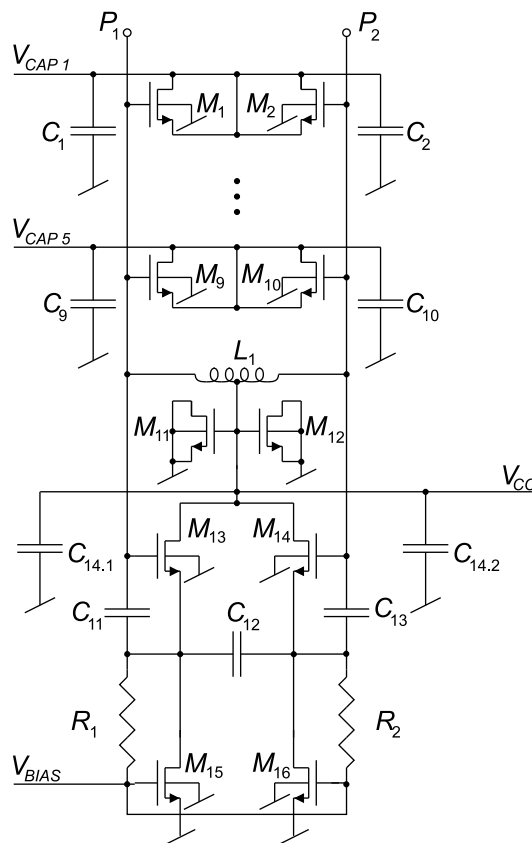 P1 P2
VCAP 1
M1 M2
C1 C2
VCAP 5
M9 M10
C9 C10
L1
M11 M12
VCC
M13 M14
C14.1 C14.2
C11 C12 C13
R1 R2
M15 M16
VBIAS